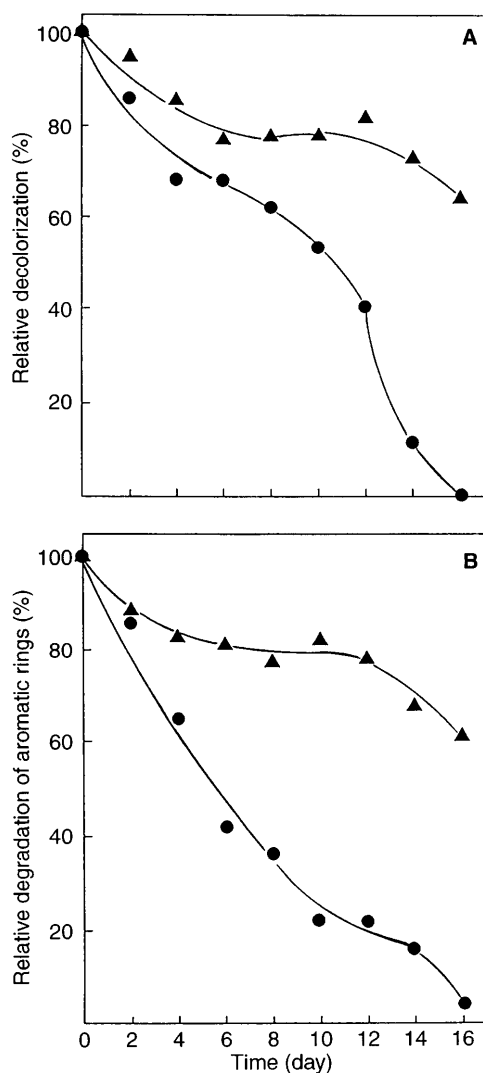 A
Relative decolorization (%)
100
80
60
40
20
B
Relative degradation of aromatic rings (%)
100
80
60
40
20
0 2 4 6 8 10 12 14 16
Time (day)